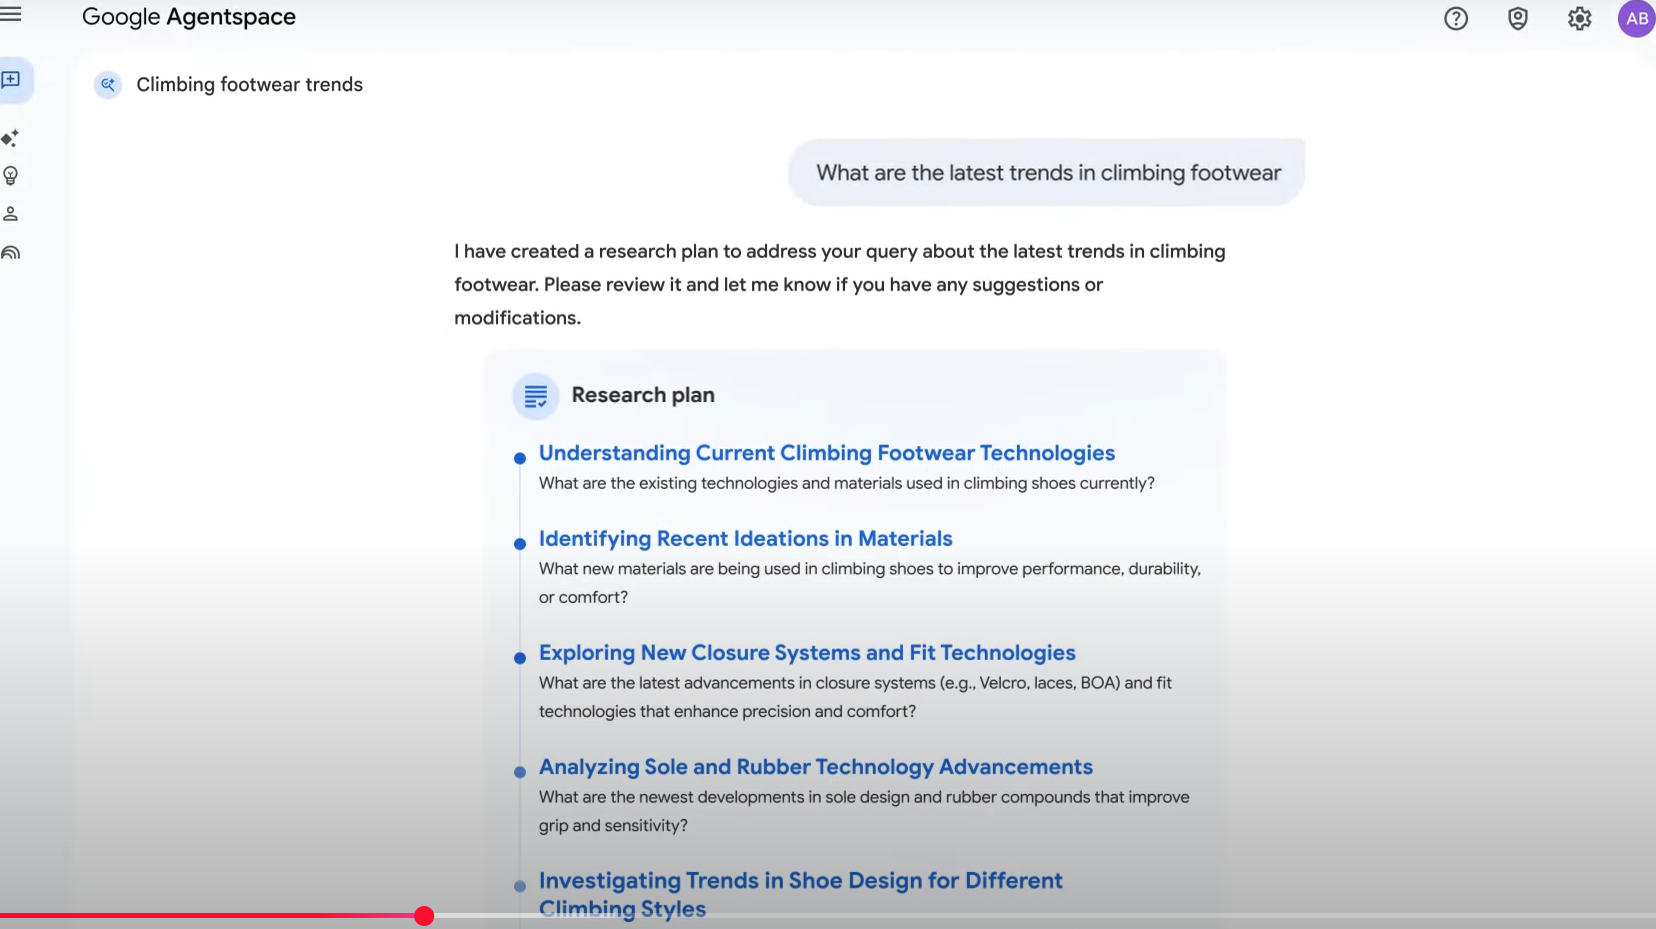 Google Agentspace
AB
Climbing footwear trends
What are the latest trends in climbing footwear
I have created a research plan to address your query about the latest trends in climbing
footwear. Please review it and let me know if you have any suggestions or
modifications.
Research plan
Understanding Current Climbing Footwear Technologies
What are the existing technologies and materials used in climbing shoes currently?
Identifying Recent Ideations in Materials
What new materials are being used in climbing shoes to improve performance, durability,
or comfort?
Exploring New Closure Systems and Fit Technologies
What are the latest advancements in closure systems (e.g., Velcro, laces, BOA) and fit
technologies that enhance precision and comfort?
Analyzing Sole and Rubber Technology Advancements
What are the newest developments in sole design and rubber compounds that improve
grip and sensitivity?
Investigating Trends in Shoe Design for Different
Climbing Styles